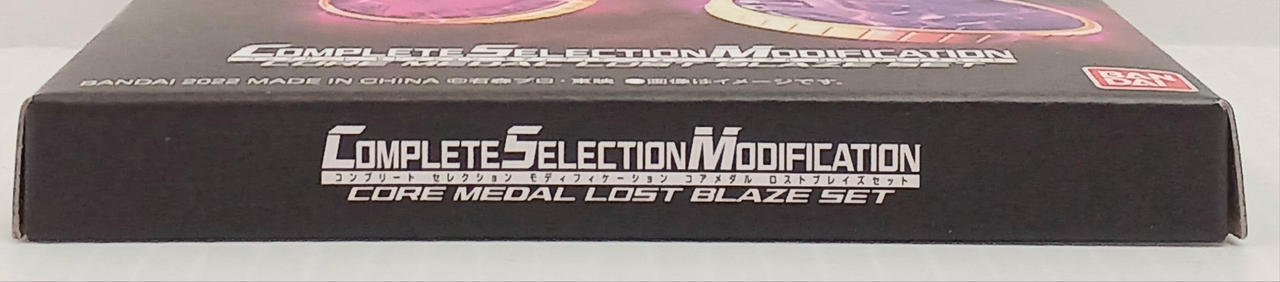 COMPLETE SELECTION MODIFICATION
CORE MEDAL LOST BLAZE SET
BANDAI 2022 MADE IN CHINA ©石森プロ・東映 ●画像はイメージです。
BAN
DAI
COMPLETE SELECTION MODIFICATION
コンプリート セレクション モディフィケーション コアメダル ロストブレイズセット
CORE MEDAL LOST BLAZE SET